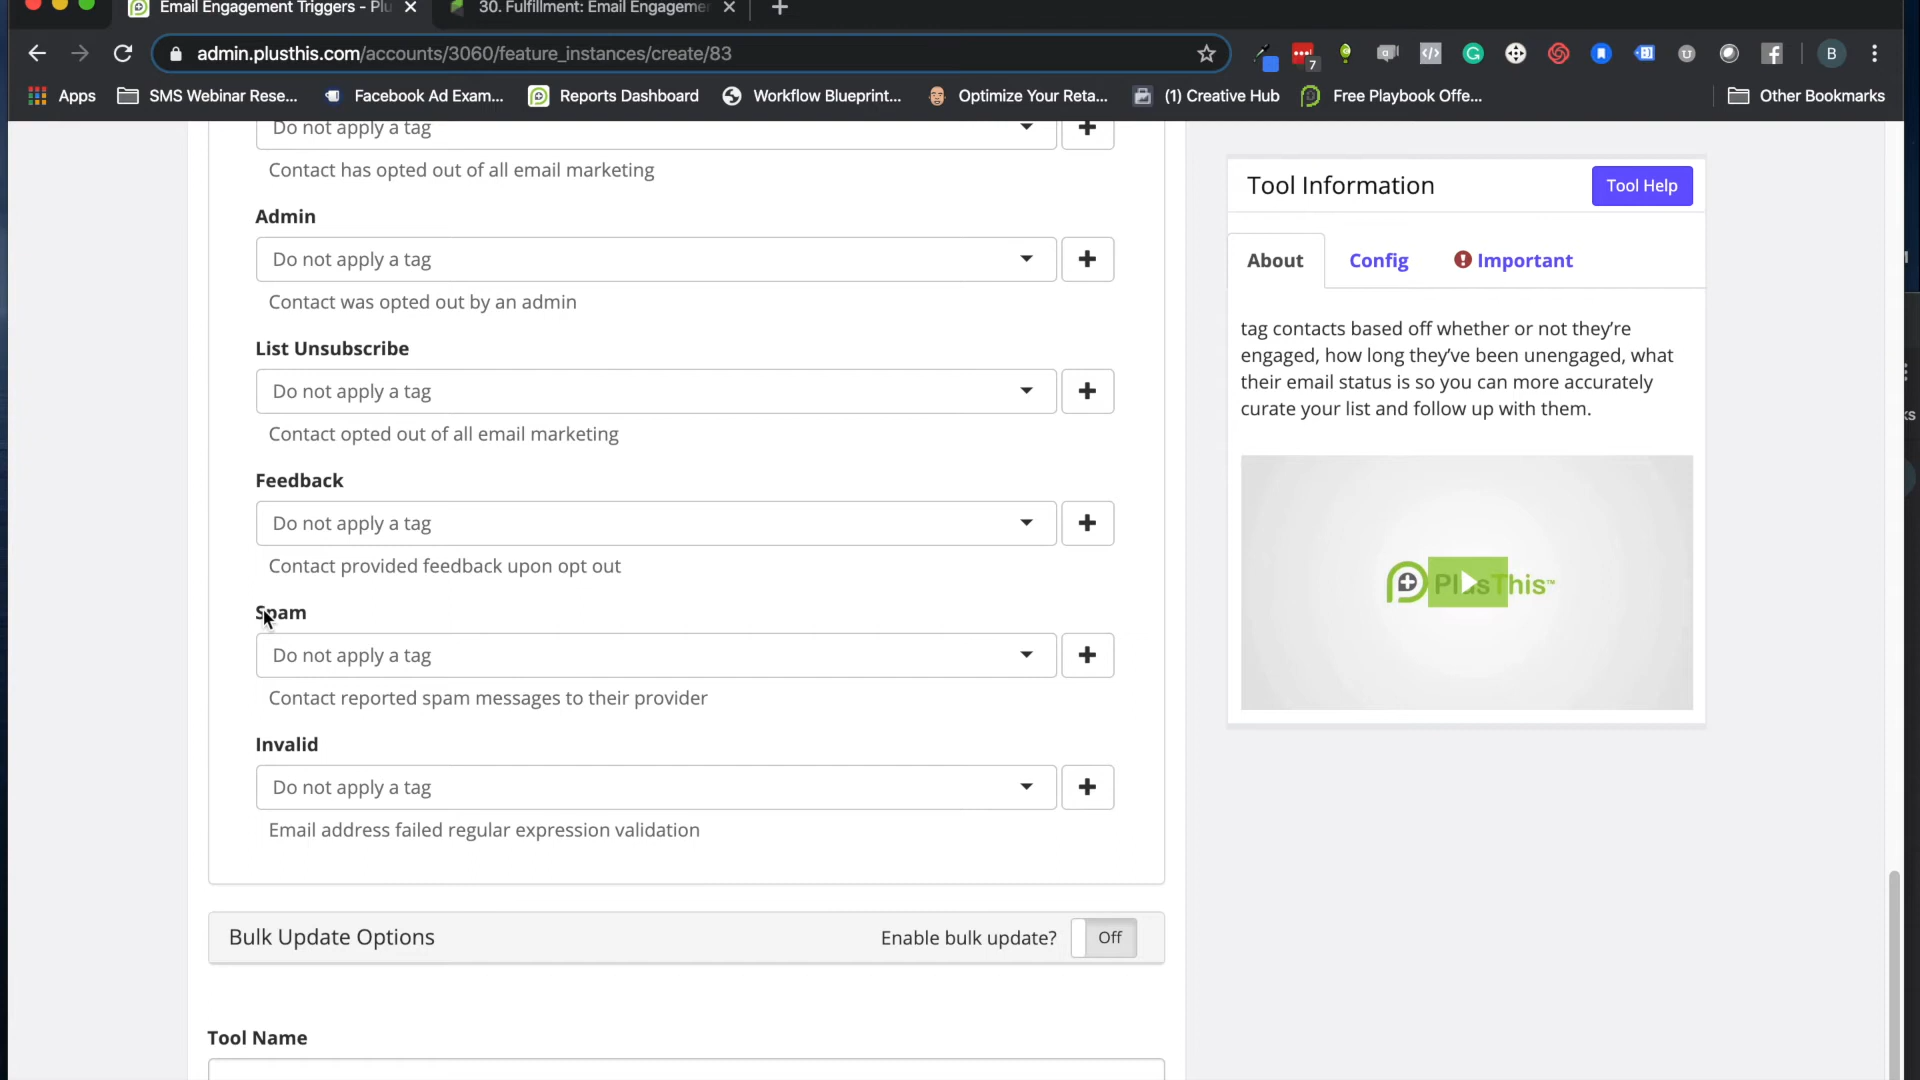 Email Engagement Triggers - Plu
30. Fulfillment: Email Engageme
admin.plusthis.com/accounts/3060/feature_instances/create/83
7
B
Apps
SMS Webinar Rese...
Facebook Ad Exam...
Reports Dashboard
Workflow Blueprint...
Optimize Your Reta...
(1) Creative Hub
Free Playbook Offe...
Other Bookmarks
Do not apply a tag
Contact has opted out of all email marketing
Admin
Do not apply a tag
Contact was opted out by an admin
List Unsubscribe
Do not apply a tag
Contact opted out of all email marketing
Feedback
Do not apply a tag
Contact provided feedback upon opt out
Spam
Do not apply a tag
Contact reported spam messages to their provider
Invalid
Do not apply a tag
Email address failed regular expression validation
Bulk Update Options
Enable bulk update?
Off
Tool Name
Tool Information
Tool Help
About
Config
Important
tag contacts based off whether or not they're
engaged, how long they've been unengaged, what
their email status is so you can more accurately
curate your list and follow up with them.
PlusThis™
ks